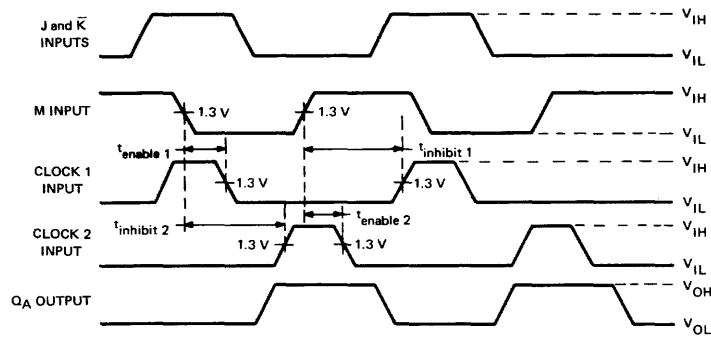 J and K̅
INPUTS
V_IH
V_IL
M INPUT
1.3 V
1.3 V
V_IH
V_IL
t_enable 1
t_inhibit 1
CLOCK 1
INPUT
1.3 V
1.3 V
V_IH
V_IL
t_inhibit 2
t_enable 2
CLOCK 2
INPUT
1.3 V
1.3 V
V_IH
V_IL
Q_A OUTPUT
V_OH
V_OL